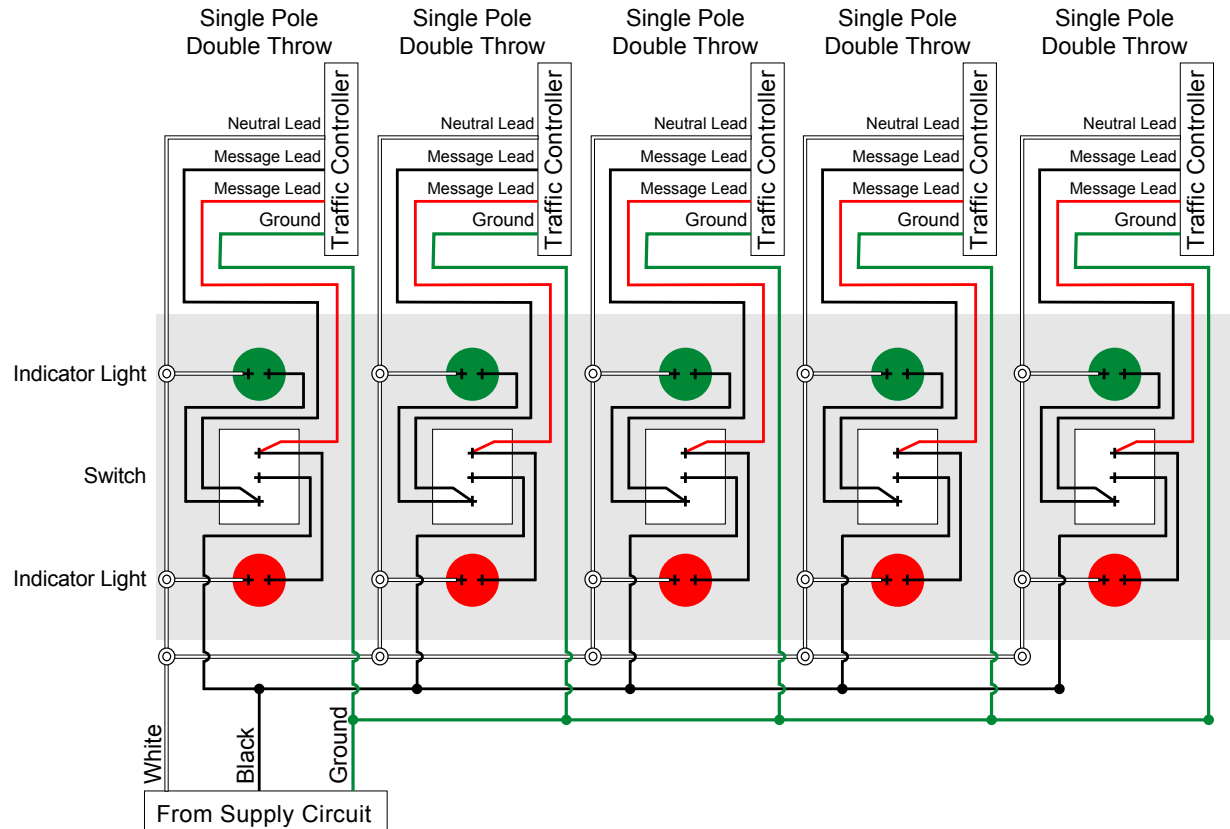 Single Pole
Double Throw
Single Pole
Double Throw
Single Pole
Double Throw
Single Pole
Double Throw
Single Pole
Double Throw
Neutral Lead
Message Lead
Message Lead
Ground
Traffic Controller
Neutral Lead
Message Lead
Message Lead
Ground
Traffic Controller
Neutral Lead
Message Lead
Message Lead
Ground
Traffic Controller
Neutral Lead
Message Lead
Message Lead
Ground
Traffic Controller
Neutral Lead
Message Lead
Message Lead
Ground
Traffic Controller
Indicator Light
Switch
Indicator Light
White
Black
Ground
From Supply Circuit